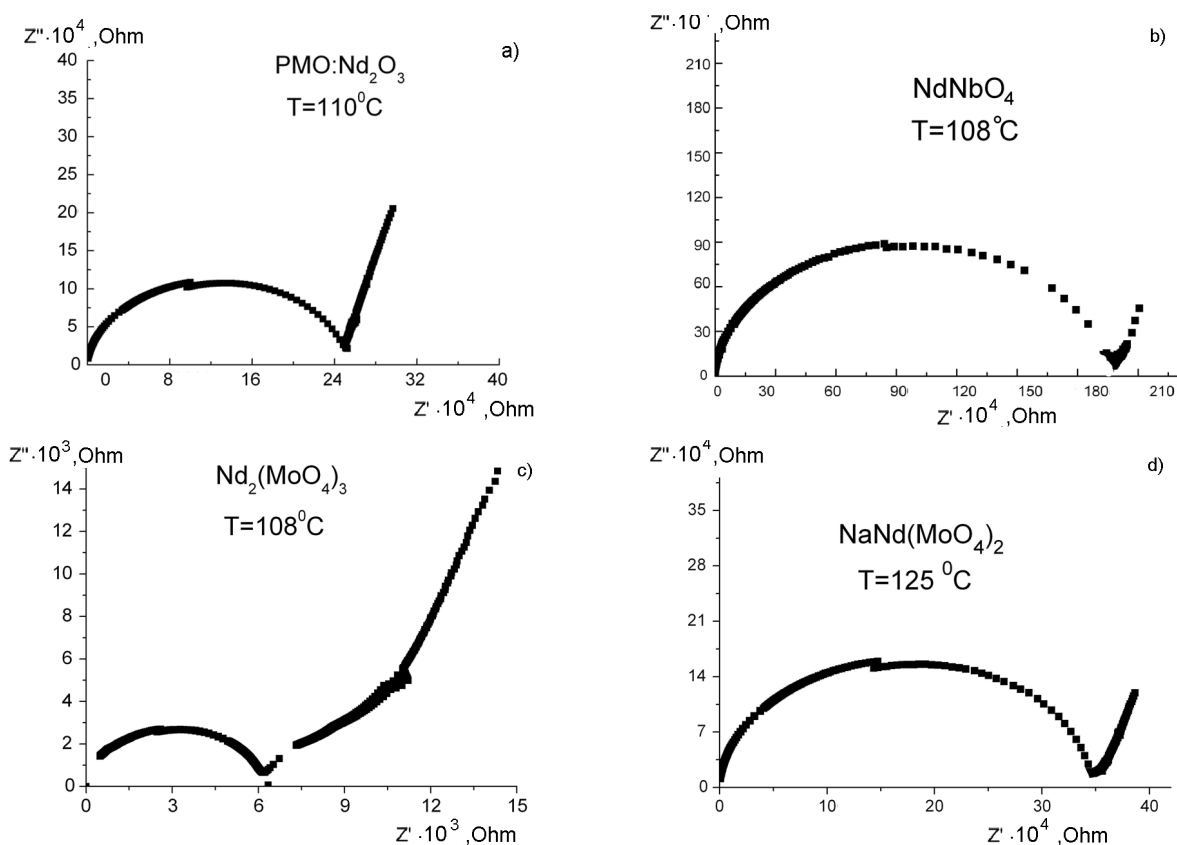 Z'' ·10⁴ ,Ohm
a)
PMO:Nd₂O₃
T=110⁰C
40
35
30
25
20
15
10
5
0
0 8 16 24 32 40
Z' ·10⁴ ,Ohm
Z'' ×10 ,Ohm
b)
NdNbO₄
T=108°C
210
180
150
120
90
60
30
0
0 30 60 90 120 150 180 210
Z' ·10⁴ ,Ohm
Z'' ·10³ ,Ohm
c)
Nd₂(MoO₄)₃
T=108⁰C
14
12
10
8
6
4
2
0
0 3 6 9 12 15
Z' ·10³ ,Ohm
Z'' ·10⁴ ,Ohm
d)
NaNd(MoO₄)₂
T=125 ⁰C
35
28
21
14
7
0
0 10 20 30 40
Z' ·10⁴ ,Ohm